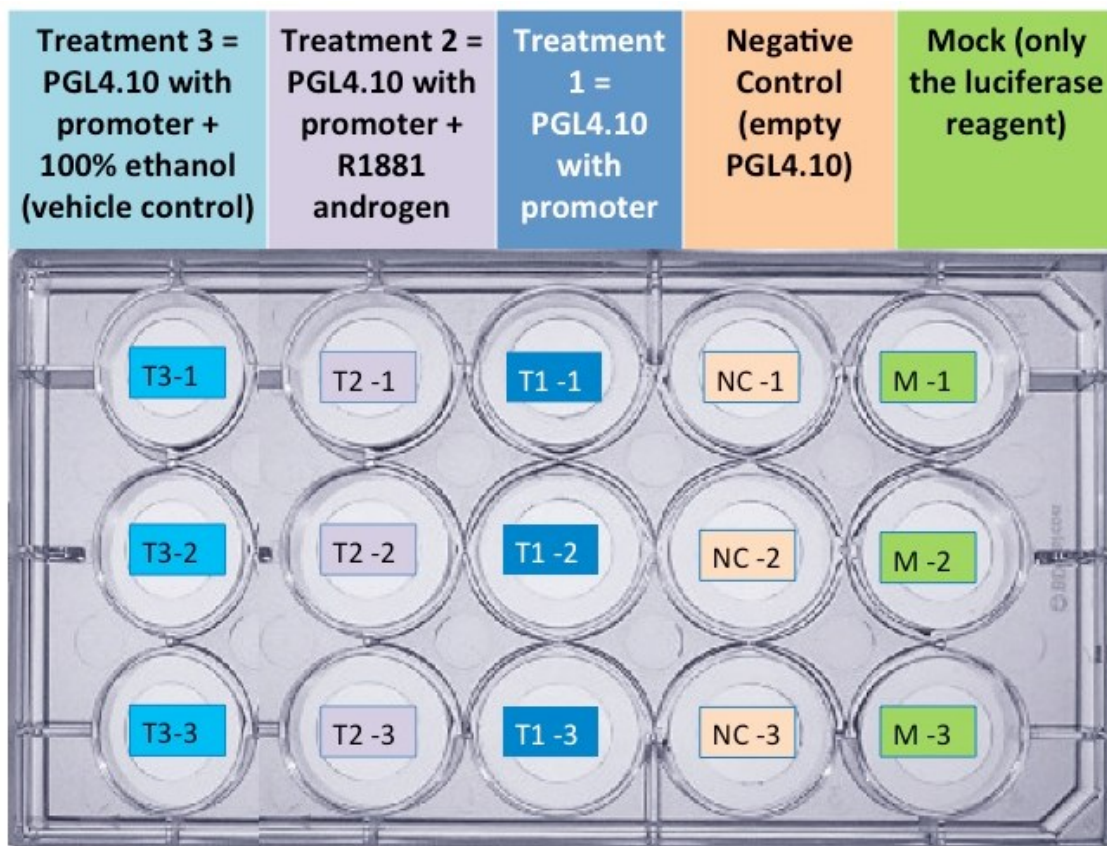 Treatment 3 =
PGL4.10 with
promoter +
100% ethanol
(vehicle control)
Treatment 2 =
PGL4.10 with
promoter +
R1881
androgen
Treatment
1 =
PGL4.10
with
promoter
Negative
Control
(empty
PGL4.10)
Mock (only
the luciferase
reagent)
T3-1
T2 -1
T1 -1
NC -1
M -1
T3-2
T2 -2
T1 -2
NC -2
M -2
T3-3
T2 -3
T1 -3
NC -3
M -3